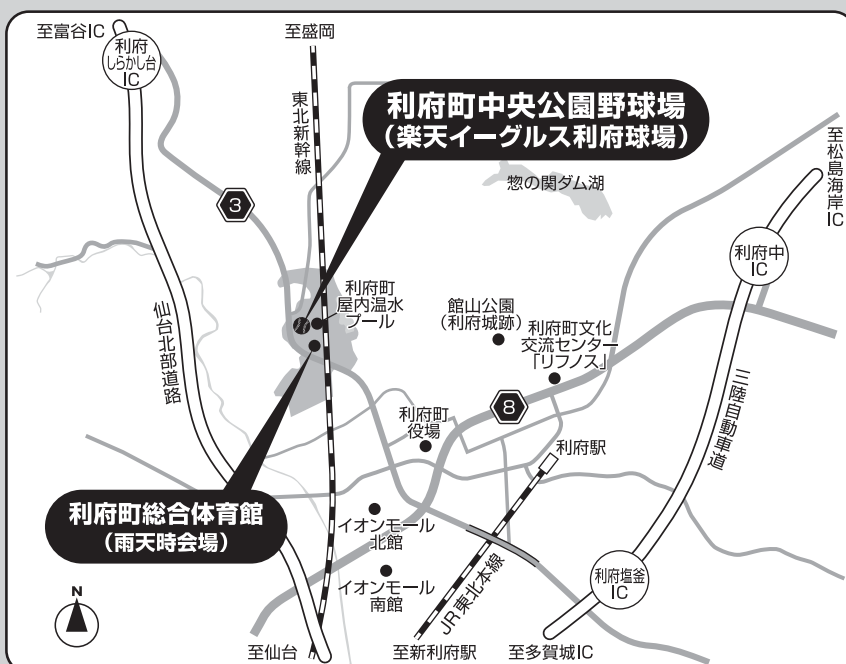 至富谷IC
利府
しらかし台
IC
至盛岡
東北新幹線
利府町中央公園野球場
（楽天イーグルス利府球場）
至松島海岸IC
惣の関ダム湖
3
利府中
IC
利府町
屋内温水
プール
館山公園
（利府城跡）
利府町文化
交流センター
「リフノス」
仙台北部道路
8
三陸自動車道
利府町
役場
利府駅
利府町総合体育館
（雨天時会場）
イオンモール
北館
イオンモール
南館
JR東北本線
利府塩釜
IC
N
至仙台
至新利府駅
至多賀城IC